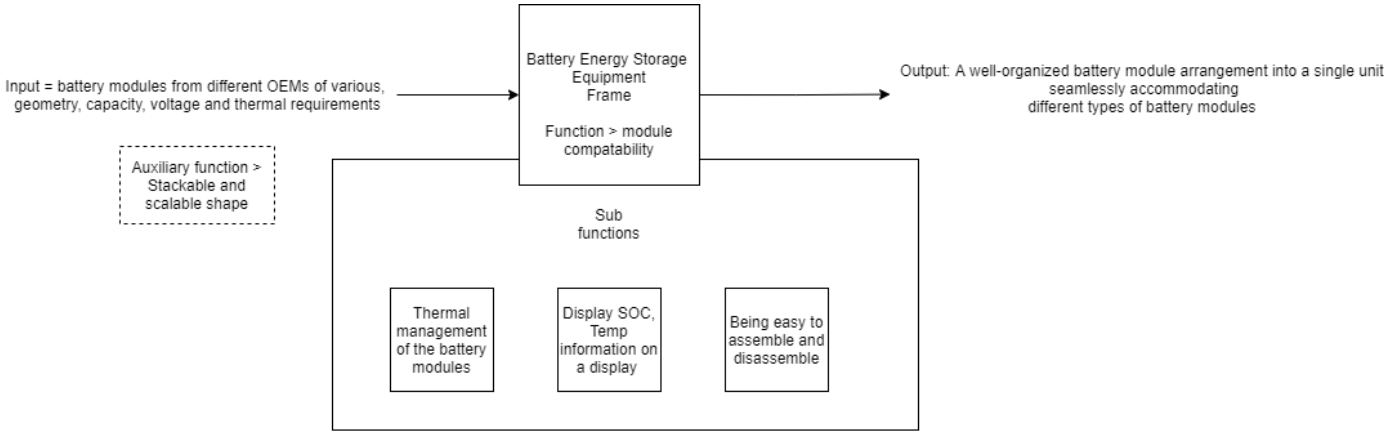 Battery Energy Storage
Equipment
Frame
Function > module
compatability
Input = battery modules from different OEMs of various,
geometry, capacity, voltage and thermal requirements
Output: A well-organized battery module arrangement into a single unit
seamlessly accommodating
different types of battery modules
Auxiliary function >
Stackable and
scalable shape
Sub
functions
Thermal
management
of the battery
modules
Display SOC,
Temp
information on
a display
Being easy to
assemble and
disassemble